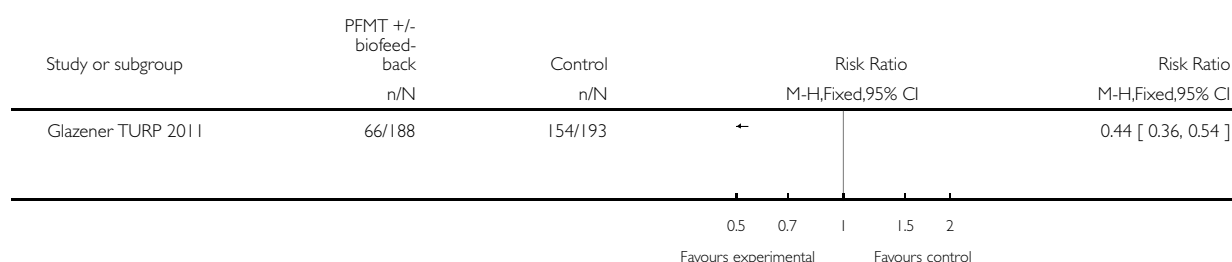 PFMT +/-
biofeed-
Study or subgroup back Control Risk Ratio Risk Ratio
n/N n/N M-H,Fixed,95% CI M-H,Fixed,95% CI
Glazener TURP 2011 66/188 154/193 0.44 [ 0.36, 0.54 ]
0.5 0.7 1 1.5 2
Favours experimental Favours control